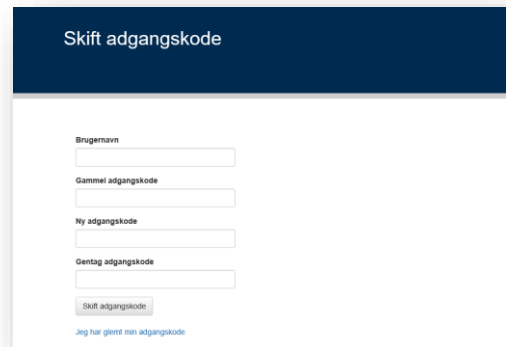 Skift adgangskode
Brugernavn
Gammel adgangskode
Ny adgangskode
Gentag adgangskode
Skift adgangskode
Jeg har glemt min adgangskode